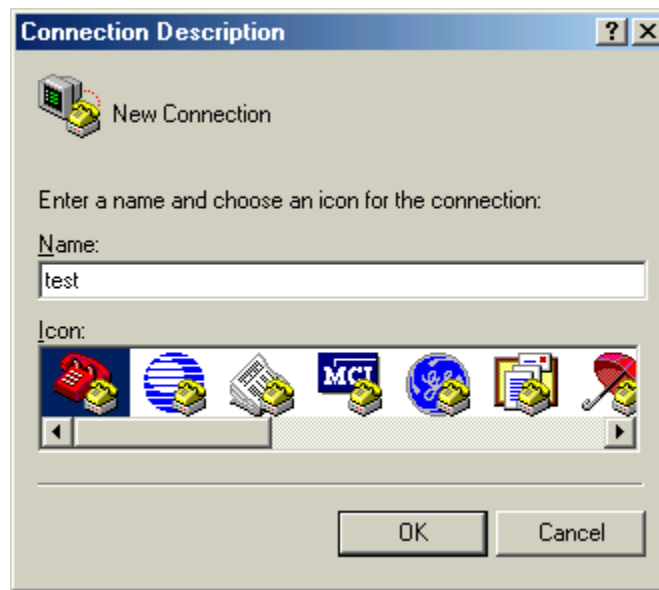 Connection Description
New Connection
Enter a name and choose an icon for the connection:
Name:
test
Icon:
MCI
OK
Cancel